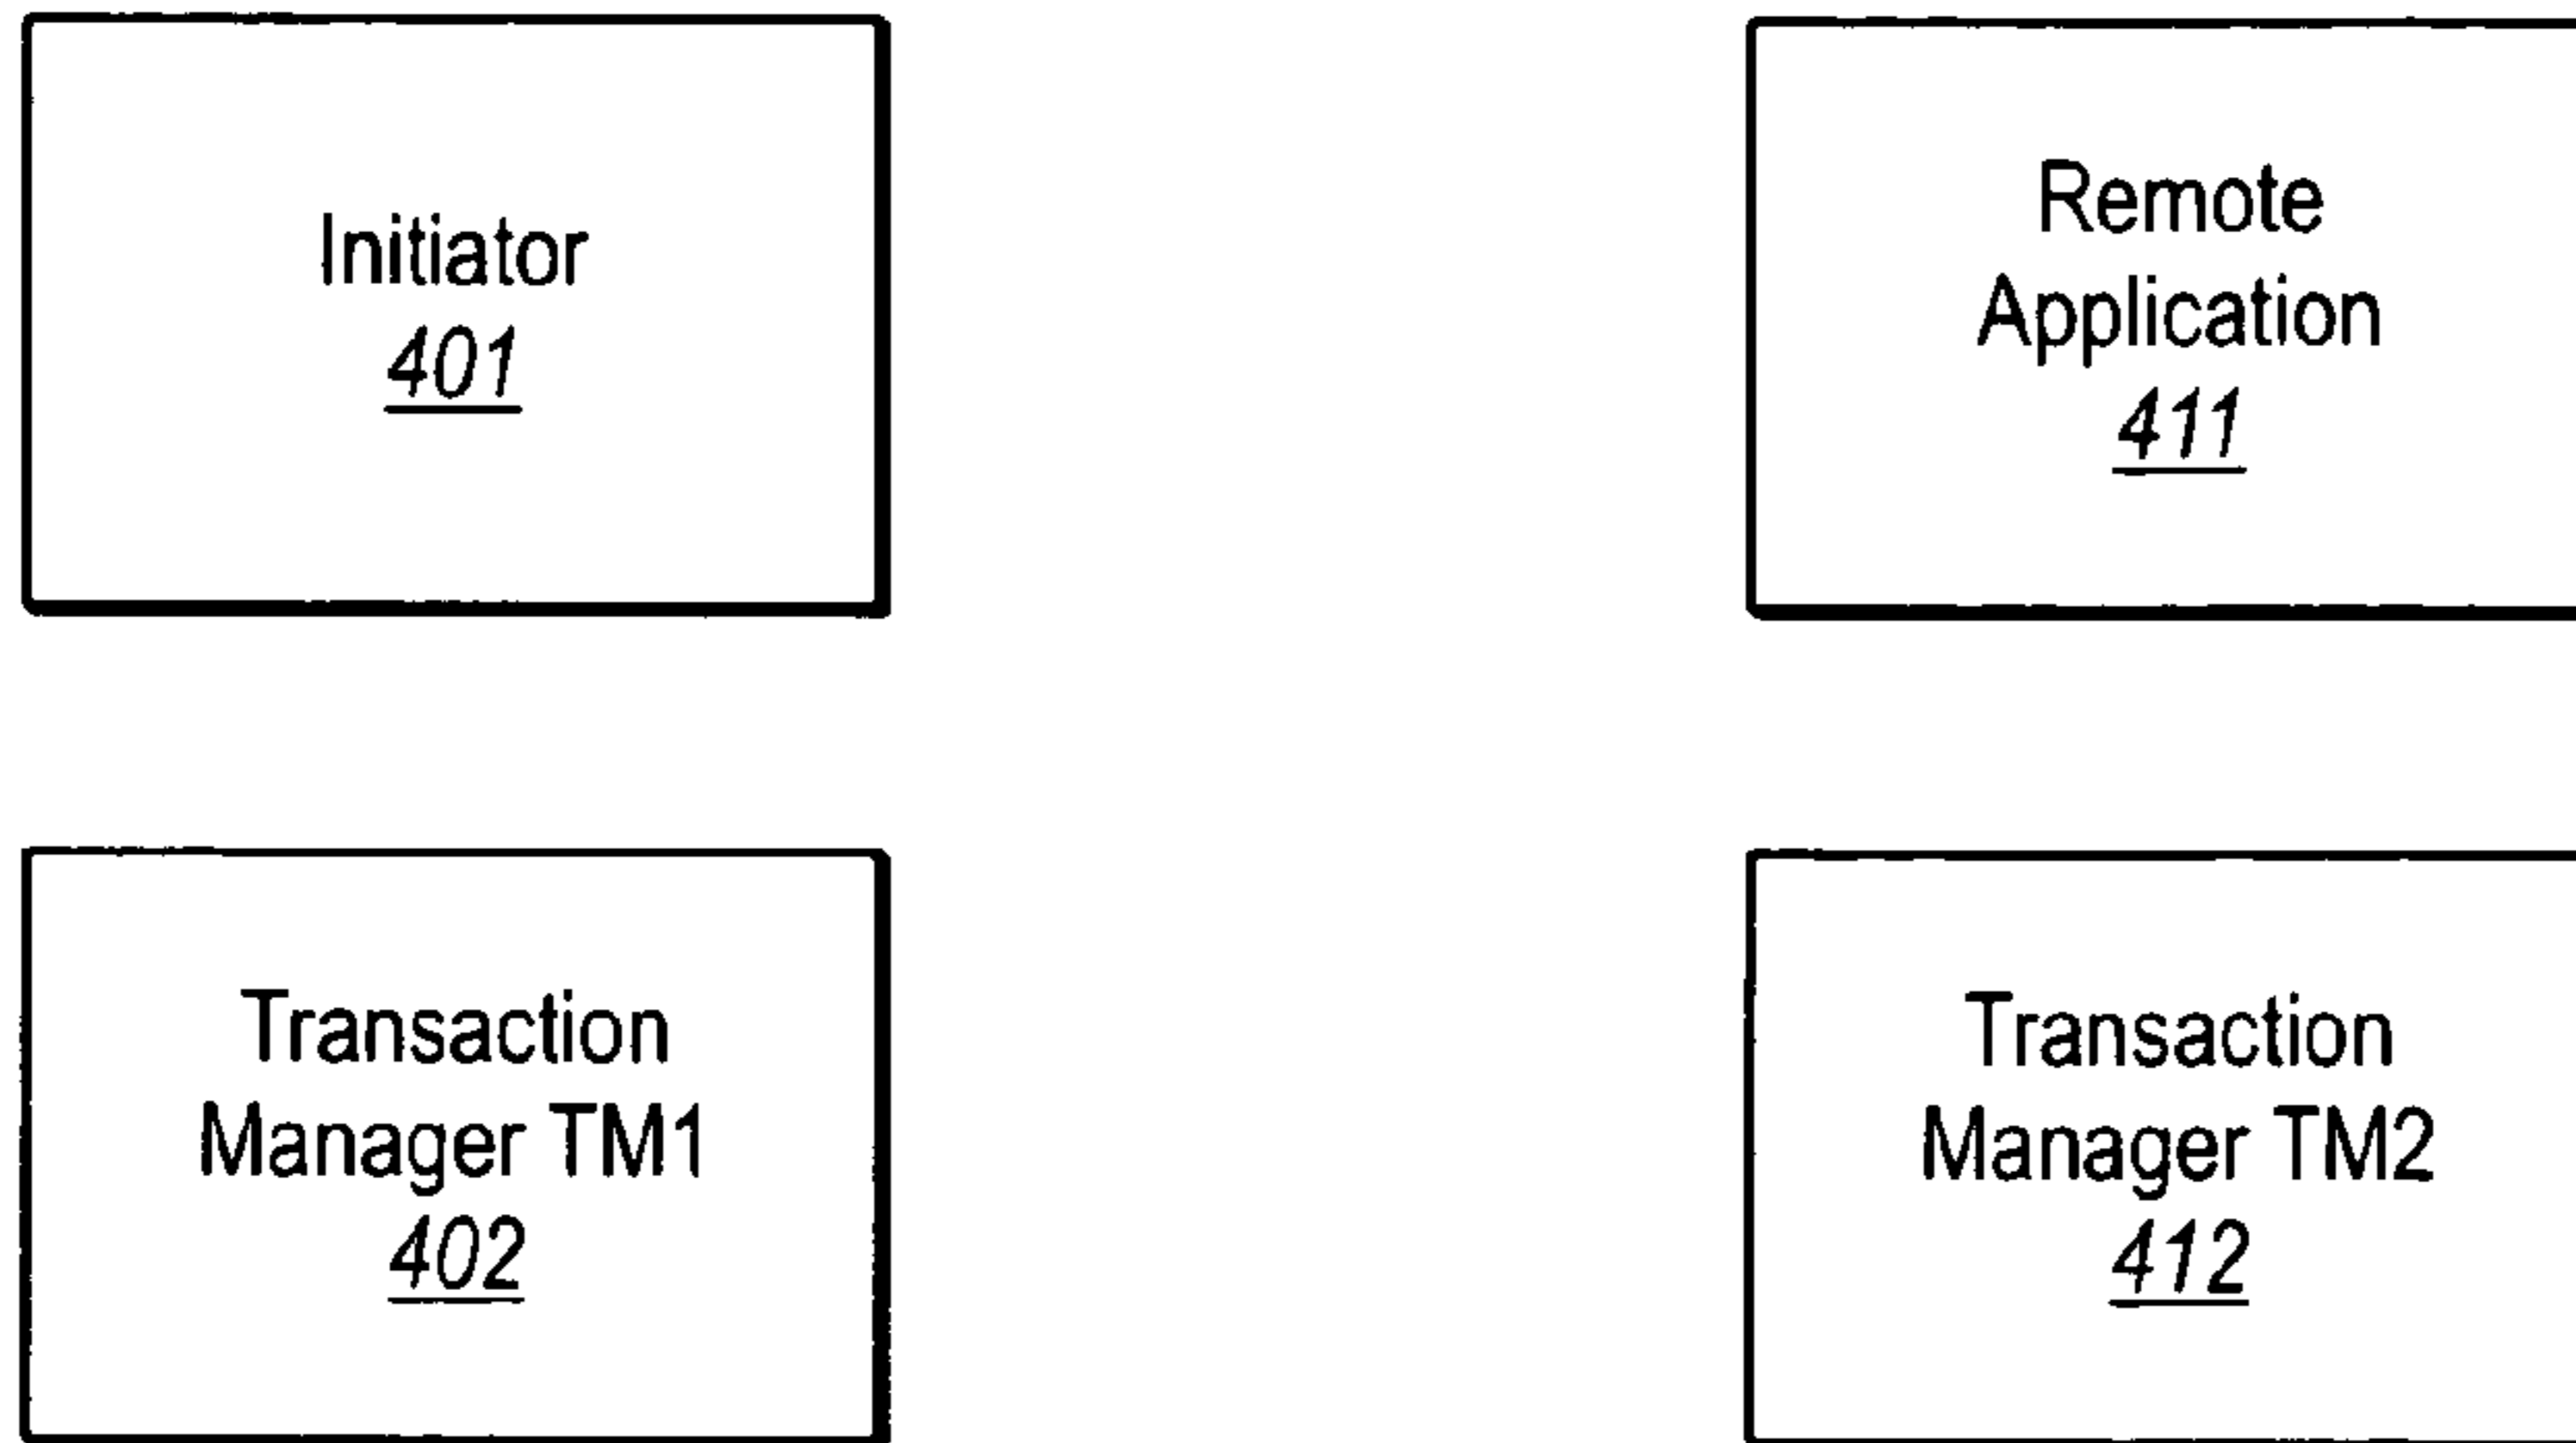 Initiator
401
Remote
Application
411
Transaction
Manager TM1
402
Transaction
Manager TM2
412